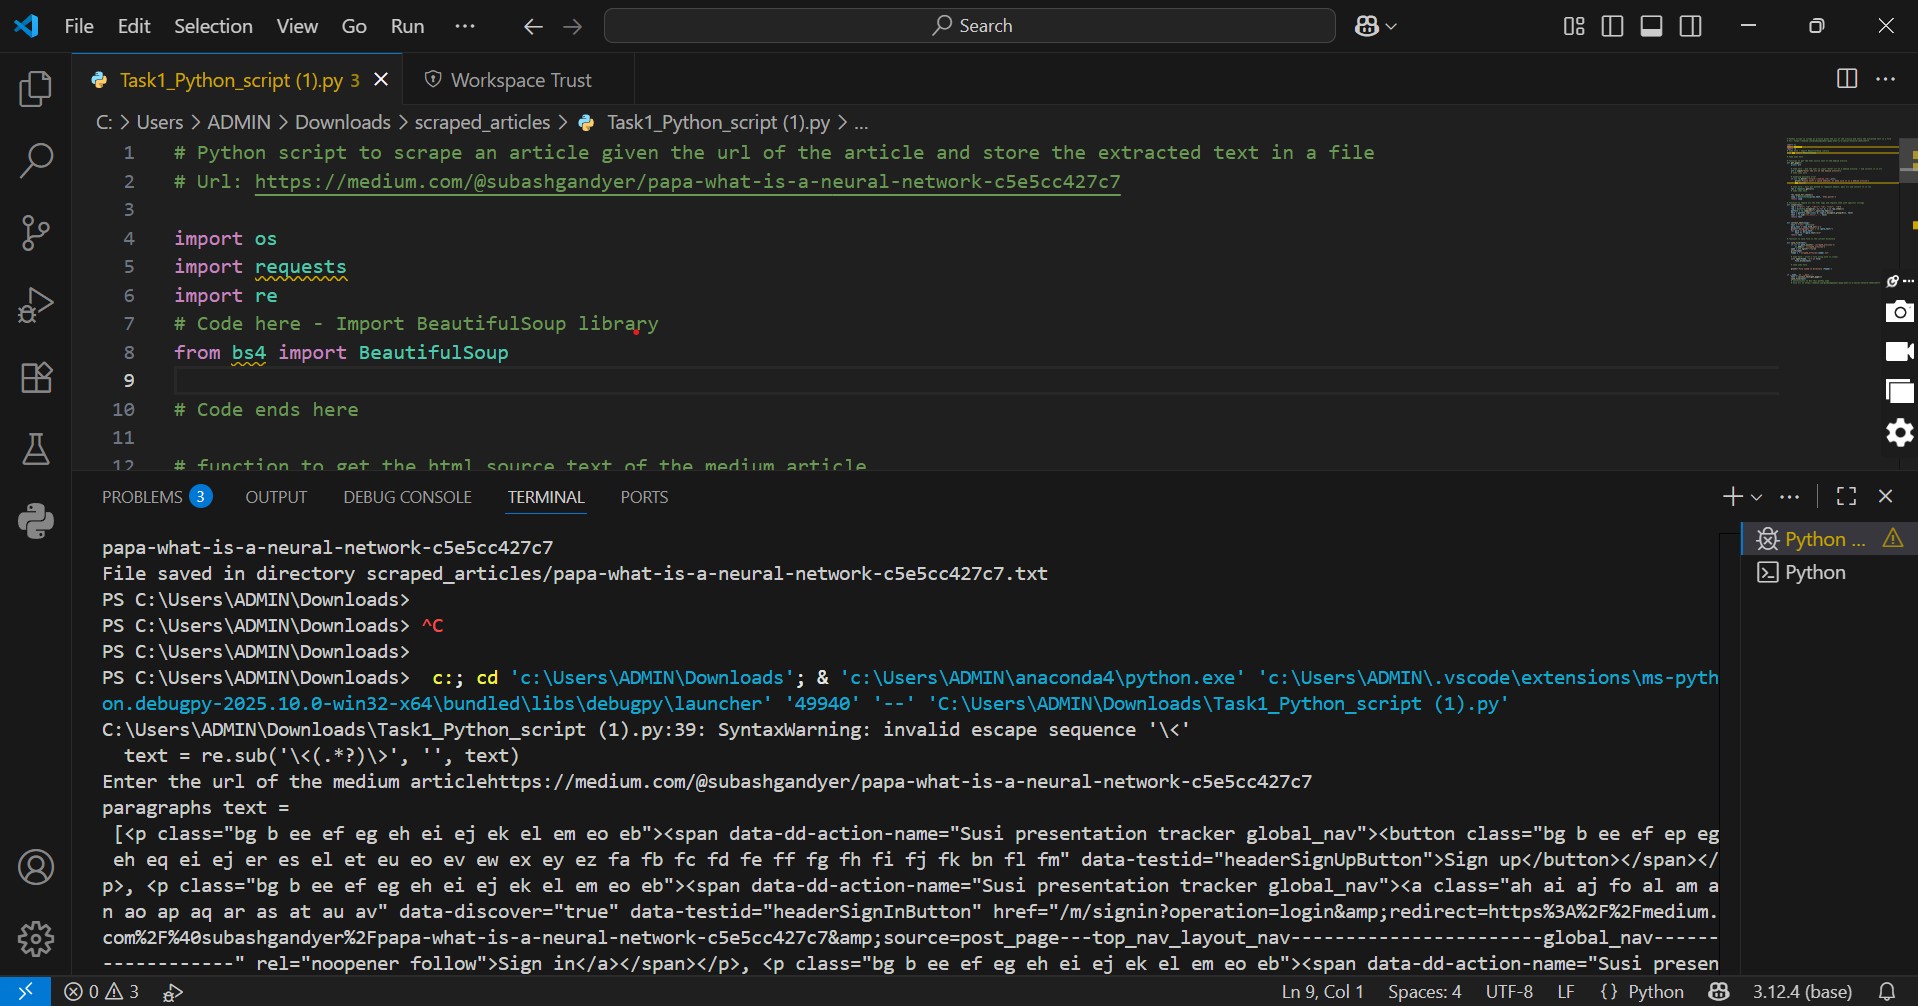 File Edit Selection View Go Run ··· Search
Task1_Python_script (1).py 3 Workspace Trust
C: > Users > ADMIN > Downloads > scraped_articles > Task1_Python_script (1).py > ...
1 # Python script to scrape an article given the url of the article and store the extracted text in a file
2 # Url: https://medium.com/@subashgandyer/papa-what-is-a-neural-network-c5e5cc427c7
3
4 import os
5 import requests
6 import re
7 # Code here - Import BeautifulSoup library
8 from bs4 import BeautifulSoup
9
10 # Code ends here
11
12 # function to get the html source text of the medium article
PROBLEMS 3 OUTPUT DEBUG CONSOLE TERMINAL PORTS
papa-what-is-a-neural-network-c5e5cc427c7
File saved in directory scraped_articles/papa-what-is-a-neural-network-c5e5cc427c7.txt
PS C:\Users\ADMIN\Downloads>
PS C:\Users\ADMIN\Downloads> ^C
PS C:\Users\ADMIN\Downloads>
PS C:\Users\ADMIN\Downloads>  c:; cd 'c:\Users\ADMIN\Downloads'; & 'c:\Users\ADMIN\anaconda4\python.exe' 'c:\Users\ADMIN\.vscode\extensions\ms-pyth
on.debugpy-2025.10.0-win32-x64\bundled\libs\debugpy\launcher' '49940' '--' 'C:\Users\ADMIN\Downloads\Task1_Python_script (1).py'
C:\Users\ADMIN\Downloads\Task1_Python_script (1).py:39: SyntaxWarning: invalid escape sequence '\<'
text = re.sub('\<(.*?)\>', '', text)
Enter the url of the medium articlehttps://medium.com/@subashgandyer/papa-what-is-a-neural-network-c5e5cc427c7
paragraphs text =
[<p class="bg b ee ef eg eh ei ej ek el em eo eb"><span data-dd-action-name="Susi presentation tracker global_nav"><button class="bg b ee ef ep eg
eh eq ei ej er es el et eu eo ev ew ex ey ez fa fb fc fd fe ff fg fh fi fj fk bn fl fm" data-testid="headerSignUpButton">Sign up</button></span></
p>, <p class="bg b ee ef eg eh ei ej ek el em eo eb"><span data-dd-action-name="Susi presentation tracker global_nav"><a class="ah ai aj fo al am a
n ao ap aq ar as at au av" data-discover="true" data-testid="headerSignInButton" href="/m/signin?operation=login&amp;redirect=https%3A%2F%2Fmedium.
com%2F%40subashgandyer%2Fpapa-what-is-a-neural-network-c5e5cc427c7&amp;source=post_page---top_nav_layout_nav-----------------------global_nav------
------------" rel="noopener follow">Sign in</a></span></p>, <p class="bg b ee ef eg eh ei ej ek el em eo eb"><span data-dd-action-name="Susi presen
Python ...
Python
0 3 Ln 9, Col 1 Spaces: 4 UTF-8 LF {} Python 3.12.4 (base)